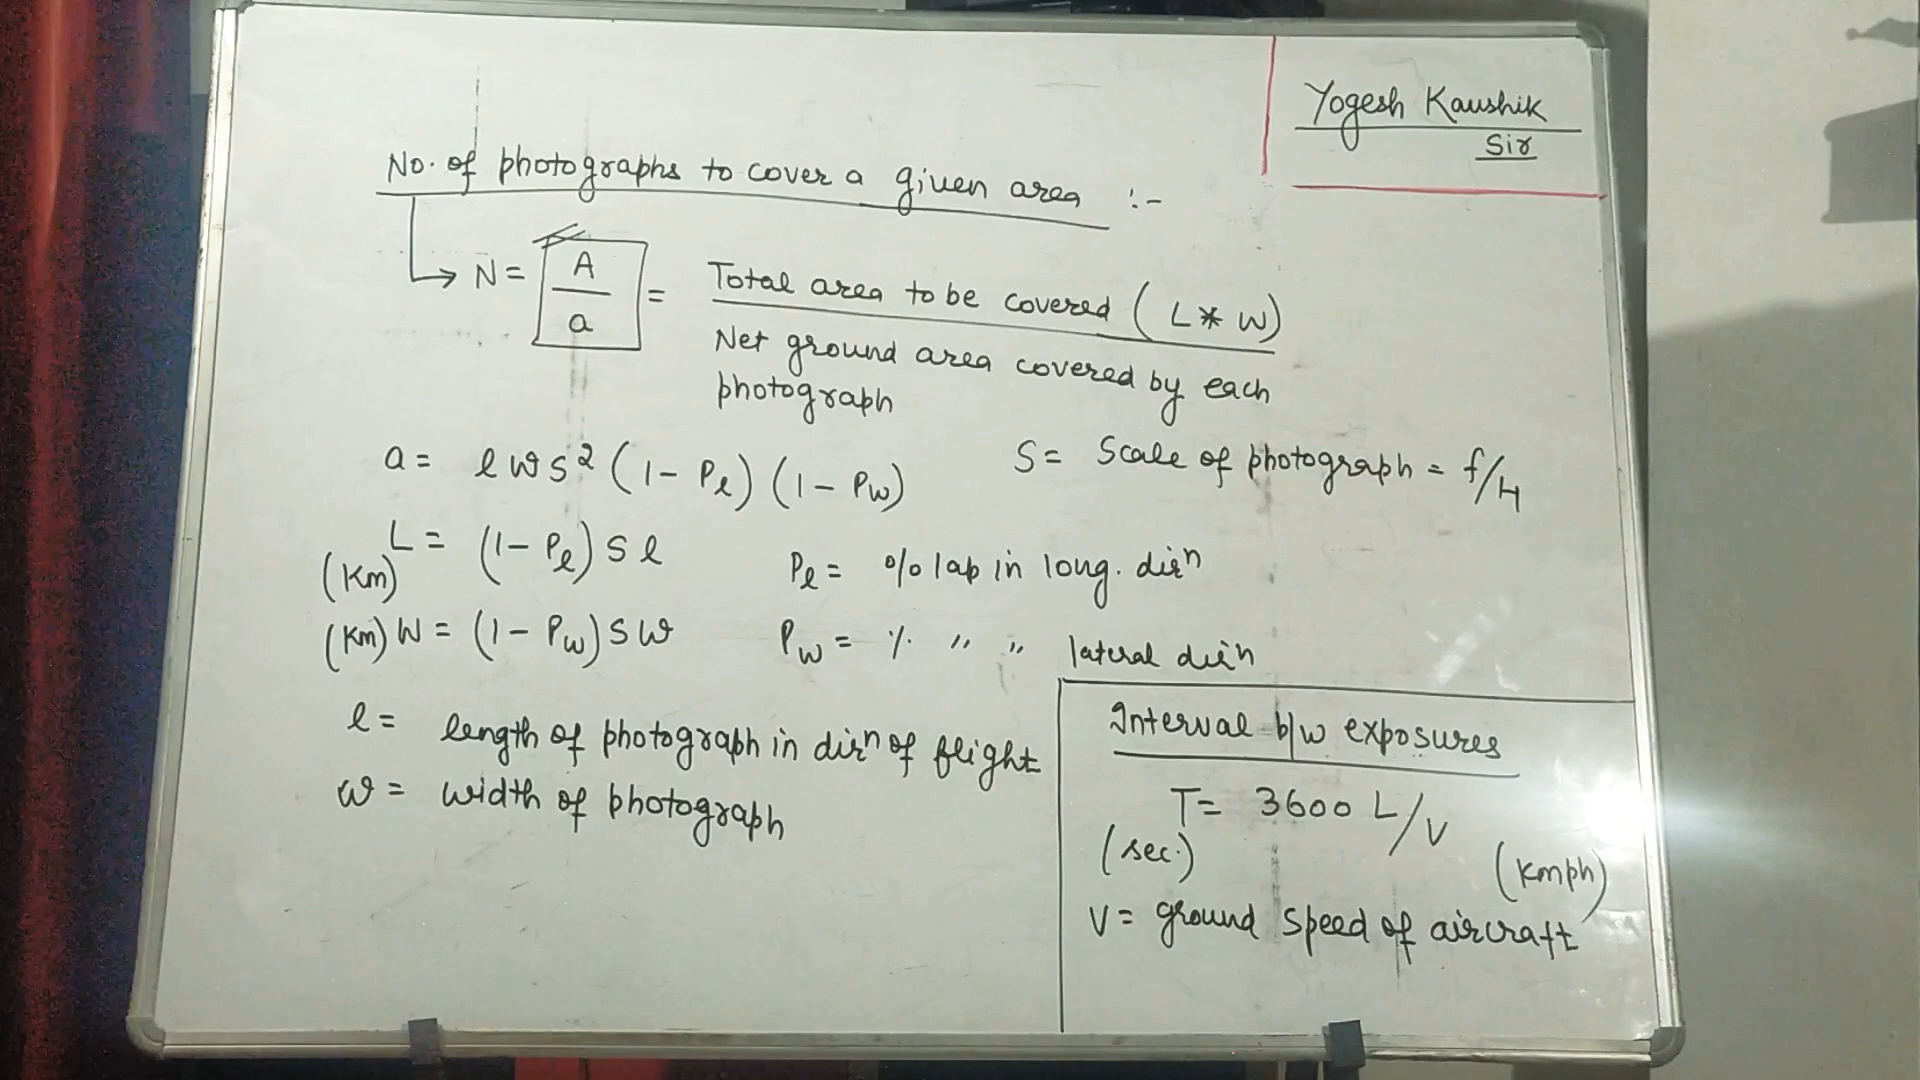 Yogesh Kaushik
Sir
No. of photographs to cover a given area :-
N = A/a = Total area to be covered (L * W)
Net ground area covered by each
photograph
a = l w s² (1 - Pl) (1 - Pw)
S = Scale of photograph = f/H
L = (1 - Pl) s l
(Km)
Pl = % lap in long. dirn
(Km) W = (1 - Pw) s w
Pw = % " " lateral dirn
l = length of photograph in dirn of flight
w = width of photograph
Interval b/w exposures
T = 3600 L/V
(sec.)
(Kmph)
V = ground speed of aircraft